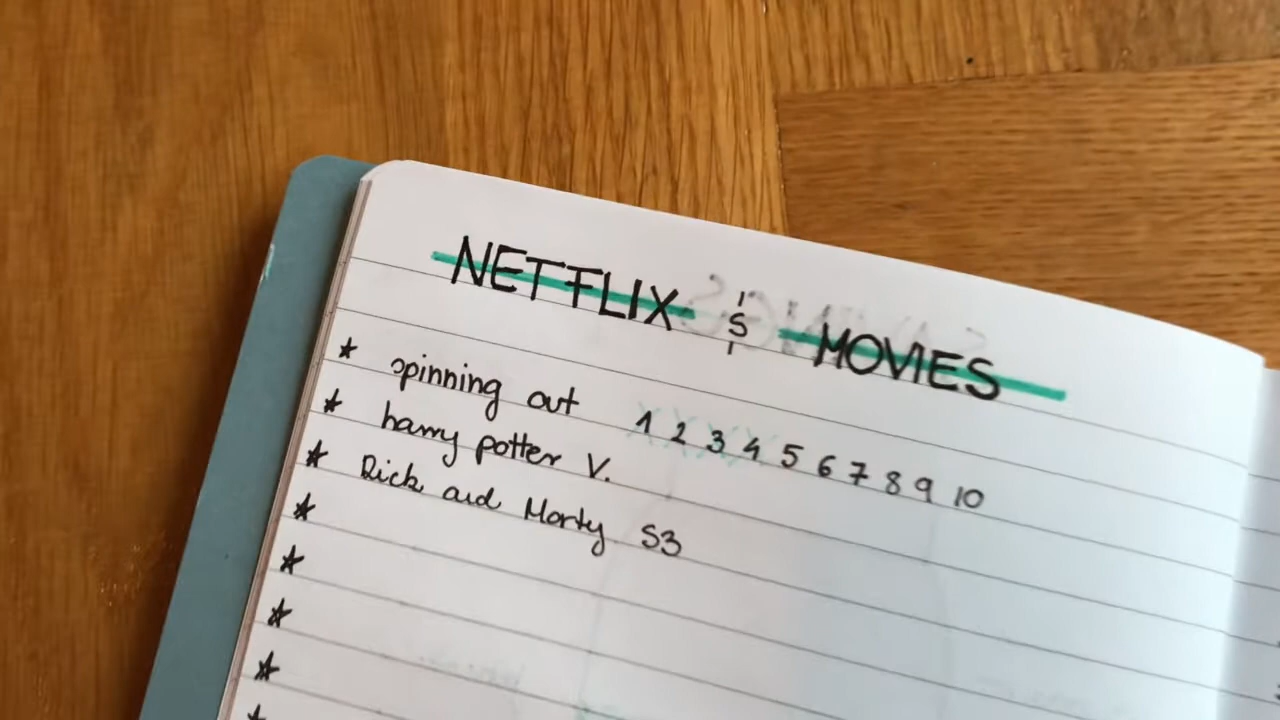 NETFLIX & MOVIES
* spinning out 1 2 3 4 5 6 7 8 9 10
* harry potter V.
* Rick and Morty S3
*
*
*
*
*